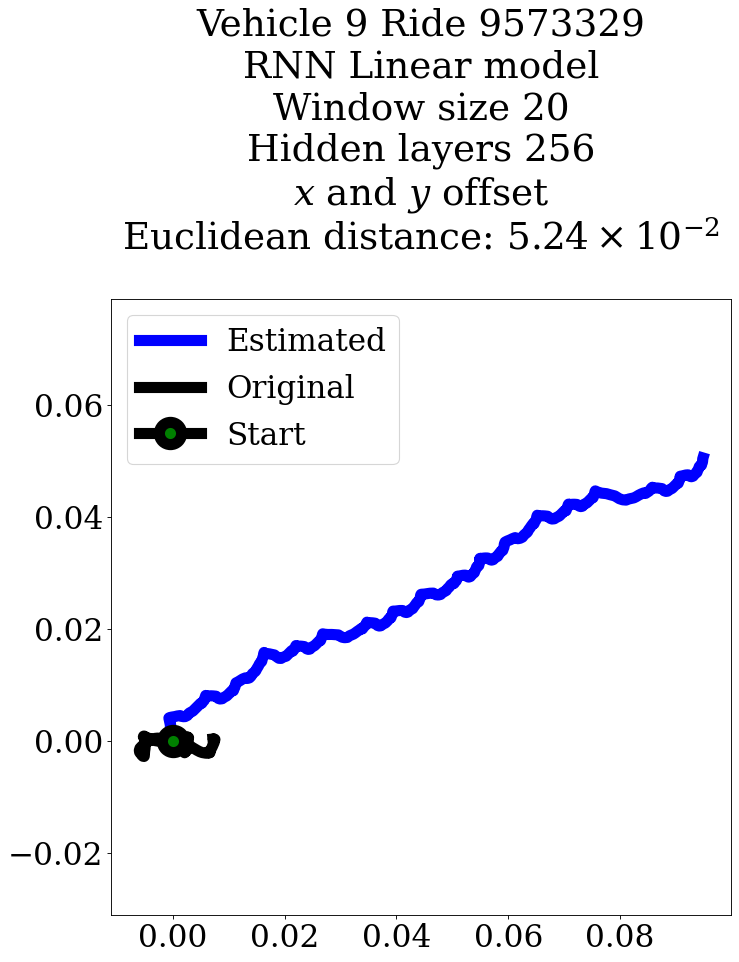 Vehicle 9 Ride 9573329
RNN Linear model
Window size 20
Hidden layers 256
x and y offset
Euclidean distance: 5.24 × 10⁻²
Estimated
Original
Start
0.06
0.04
0.02
0.00
−0.02
0.00 0.02 0.04 0.06 0.08